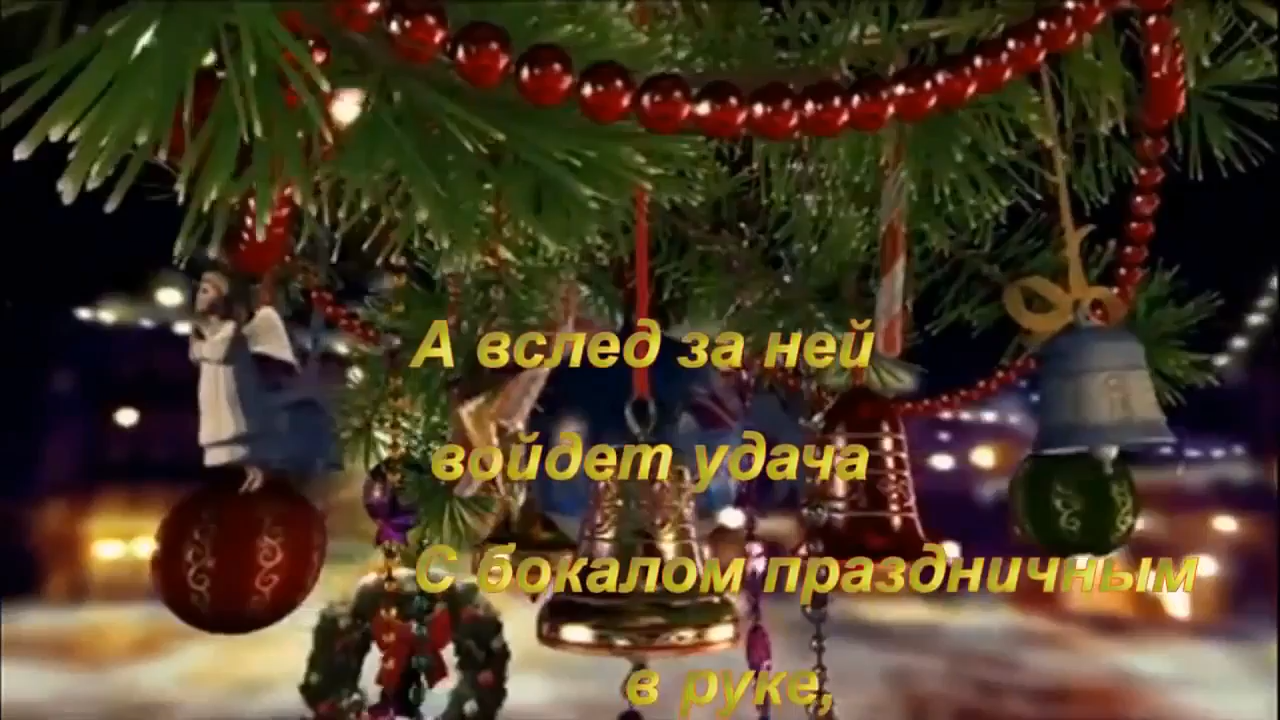 А вслед за ней
войдет удача
С бокалом праздничным
в руке,